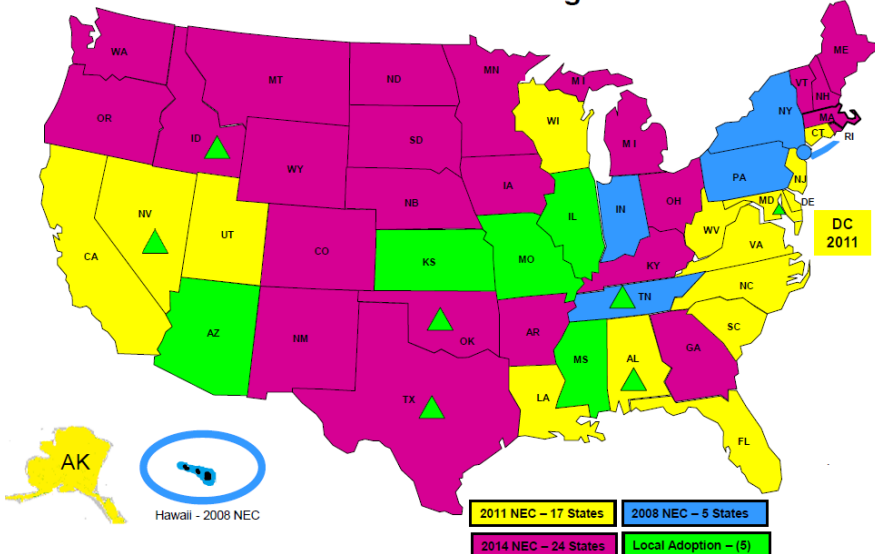 WA
MT
ND
MN
MI
ME
VT
NH
NY
MA
CT
RI
OR
ID
WY
SD
WI
MI
IA
NB
PA
NJ
OH
IN
IL
MD
DE
NV
UT
CO
KS
MO
WV
VA
KY
DC
2011
CA
AZ
NM
OK
AR
TN
NC
SC
MS
AL
GA
TX
LA
FL
AK
Hawaii - 2008 NEC
2011 NEC – 17 States
2008 NEC – 5 States
2014 NEC – 24 States
Local Adoption – (5)